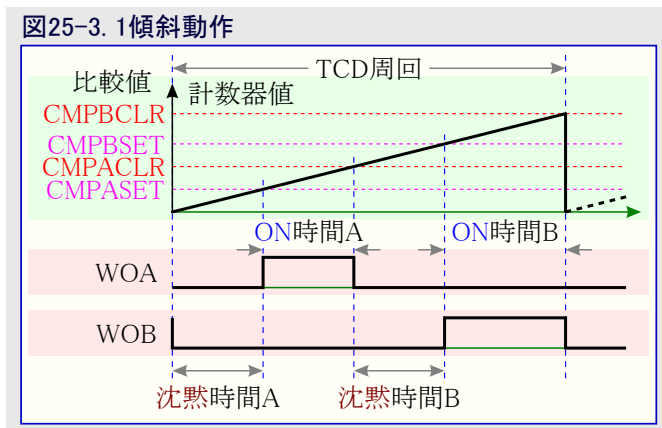 図25-3. 1傾斜動作
TCD周回
比較値
計数器値
CMPBCLR
CMPBSET
CMPACLR
CMPASET
ON時間A
ON時間B
WOA
WOB
沈黙時間A
沈黙時間B